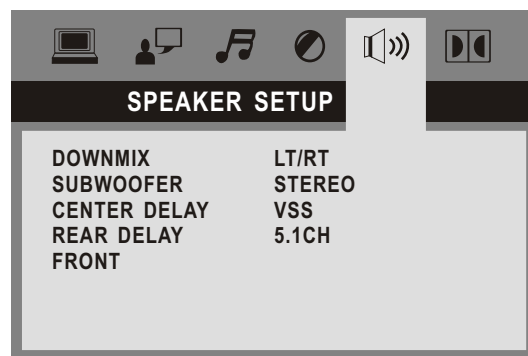 SPEAKER SETUP
DOWNMIX LT/RT
SUBWOOFER STEREO
CENTER DELAY VSS
REAR DELAY 5.1CH
FRONT